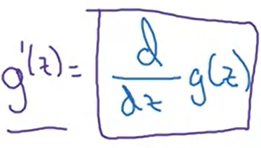 g'(z) = d/dz g(z)